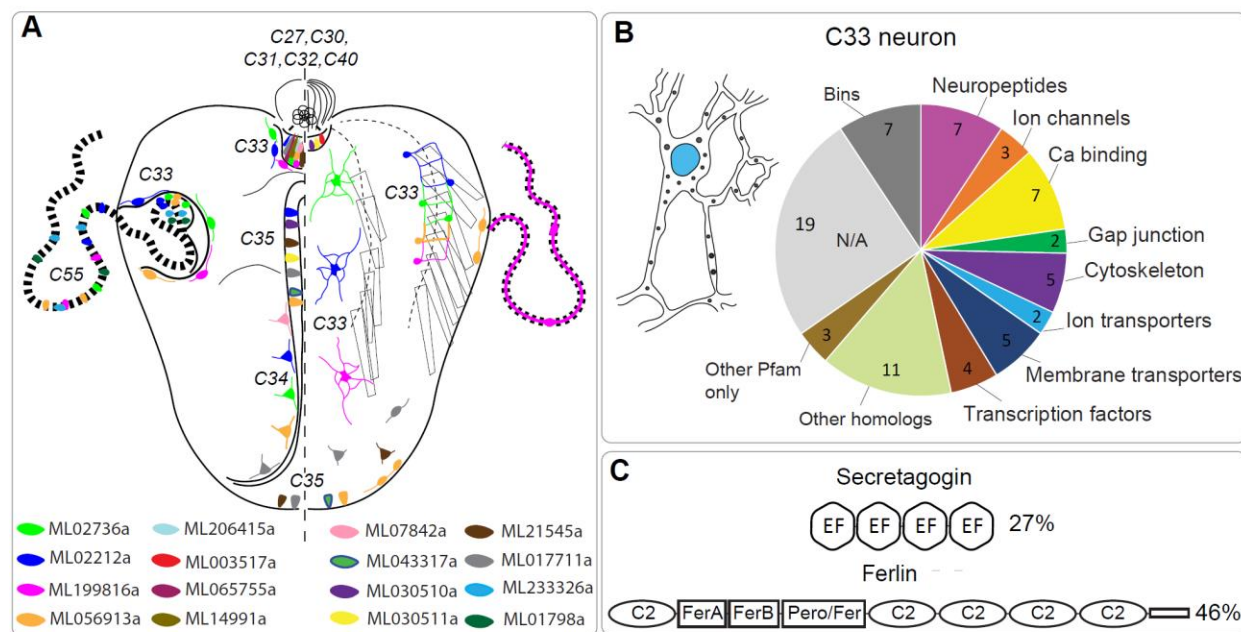 A
C27, C30,
C31, C32, C40
C33
C33
C33
C35
C55
C33
C34
C35
ML02736a
ML206415a
ML07842a
ML21545a
ML02212a
ML003517a
ML043317a
ML017711a
ML199816a
ML065755a
ML030510a
ML233326a
ML056913a
ML14991a
ML030511a
ML01798a
B
C33 neuron
Bins
Neuropeptides
7
7
Ion channels
3
Ca binding
7
19
N/A
2
Gap junction
5
Cytoskeleton
2
Ion transporters
5
Membrane transporters
3
Other Pfam
only
11
4
Other homologs
Transcription factors
C
Secretagogin
EF EF EF EF 27%
Ferlin
C2 FerA FerB Pero/Fer C2 C2 C2 C2 46%